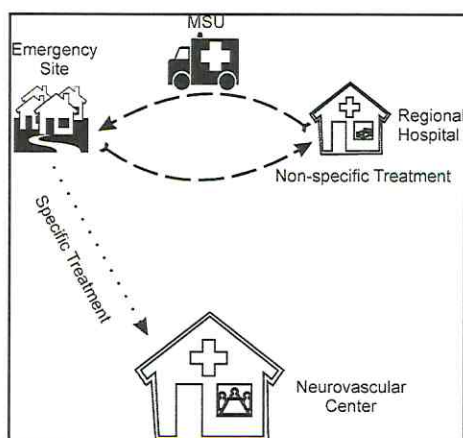 MSU
Emergency
Site
Regional
Hospital
Non-specific Treatment
Specific Treatment
Neurovascular
Center